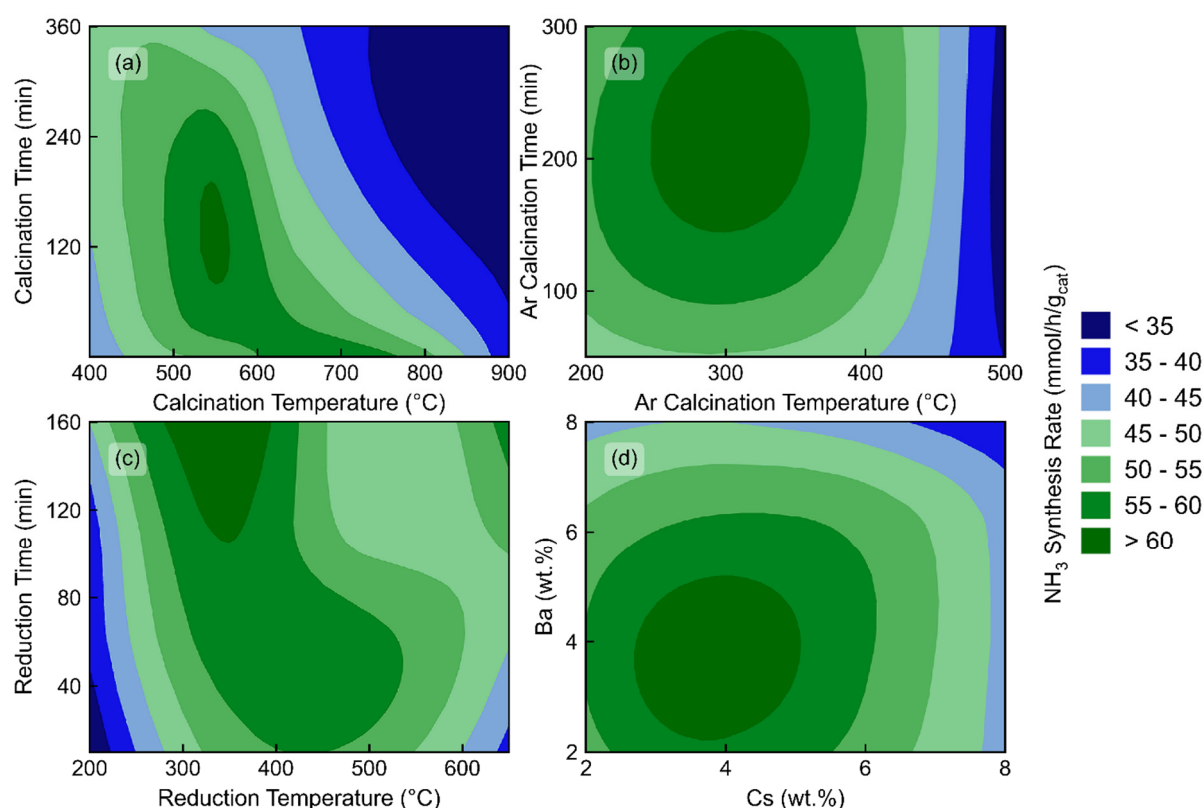 (a)
360
240
120
Calcination Time (min)
400 500 600 700 800 900
Calcination Temperature (°C)
(b)
300
200
100
Ar Calcination Time (min)
200 300 400 500
Ar Calcination Temperature (°C)
(c)
160
120
80
40
Reduction Time (min)
200 300 400 500 600
Reduction Temperature (°C)
(d)
8
6
4
2
Ba (wt.%)
2 4 6 8
Cs (wt.%)
NH₃ Synthesis Rate (mmol/h/g_cat)
< 35
35 - 40
40 - 45
45 - 50
50 - 55
55 - 60
> 60